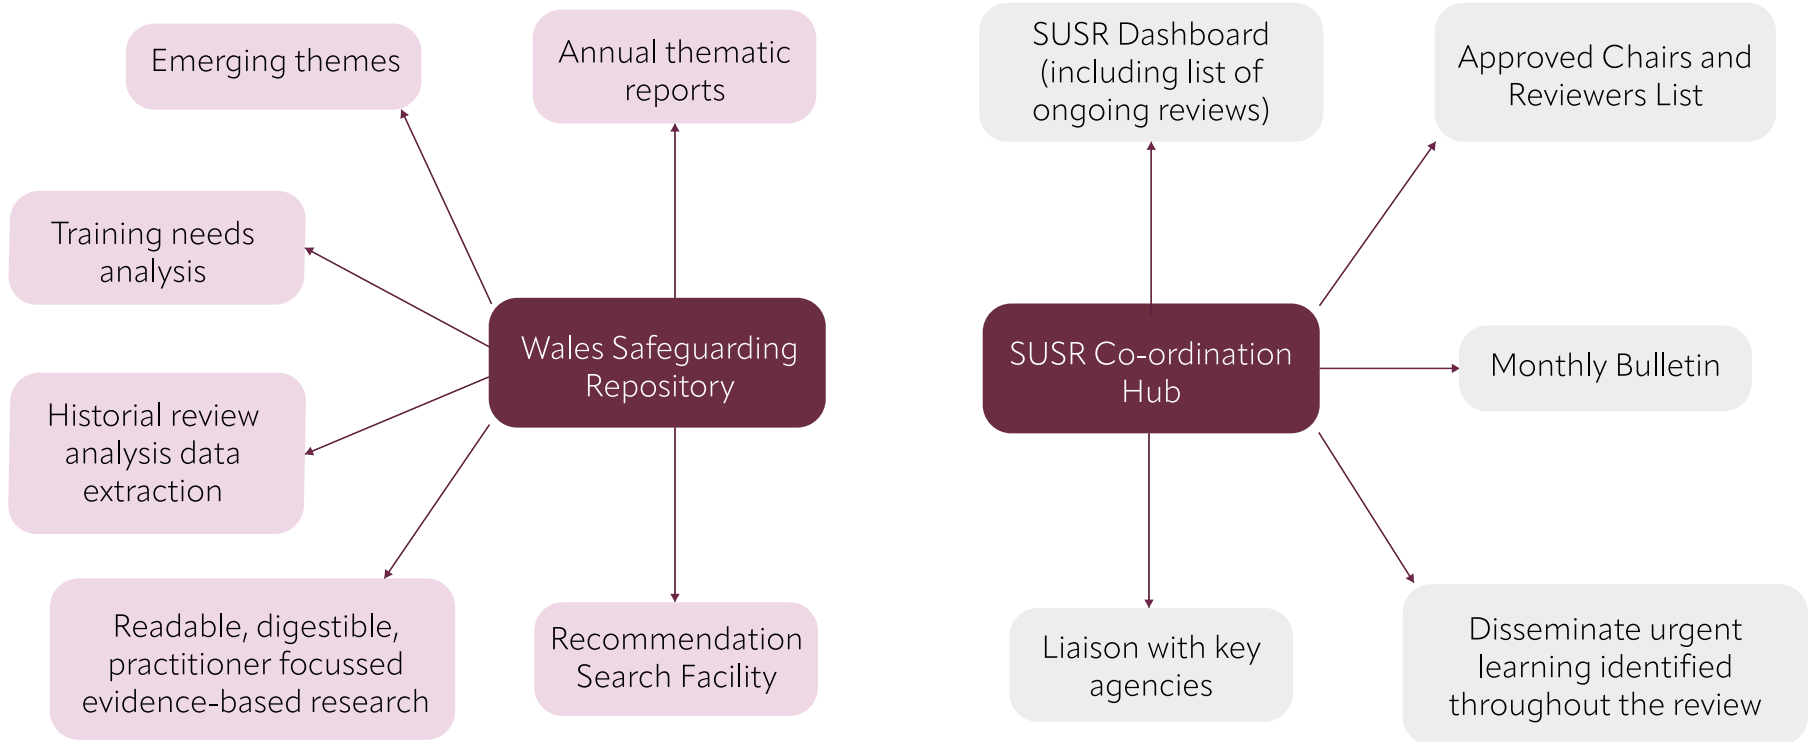 Emerging themes
Annual thematic
reports
Training needs
analysis
Wales Safeguarding
Repository
Historial review
analysis data
extraction
Readable, digestible,
practitioner focussed
evidence-based research
Recommendation
Search Facility
SUSR Dashboard
(including list of
ongoing reviews)
Approved Chairs and
Reviewers List
SUSR Co-ordination
Hub
Monthly Bulletin
Liaison with key
agencies
Disseminate urgent
learning identified
throughout the review